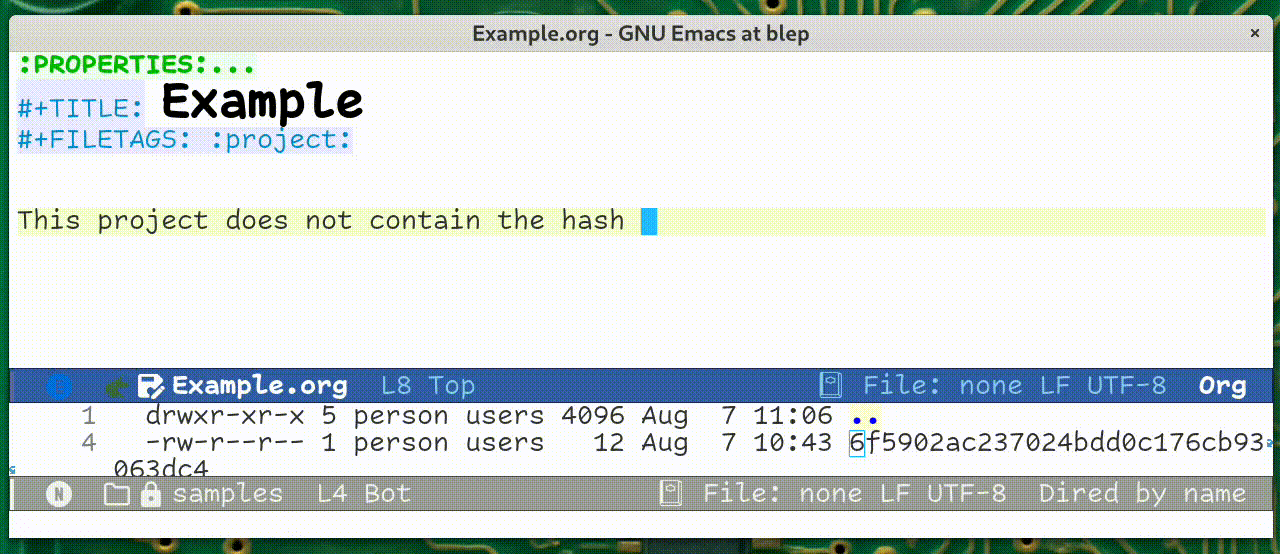 Example.org - GNU Emacs at blep ×
:PROPERTIES:...
#+TITLE: Example
#+FILETAGS: :project:
This project does not contain the hash
Example.org L8 Top File: none LF UTF-8 Org
1 drwxr-xr-x 5 person users 4096 Aug 7 11:06 ..
4 -rw-r--r-- 1 person users 12 Aug 7 10:43 6f5902ac237024bdd0c176cb93
063dc4
N samples L4 Bot File: none LF UTF-8 Dired by name